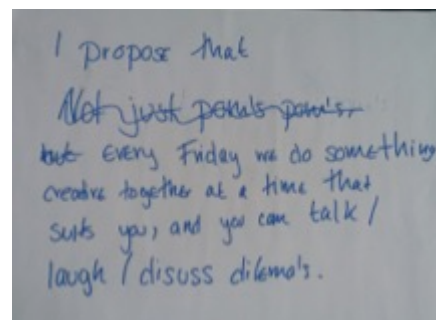 I propose that
Not just
but every Friday we do something
creative together at a time that
suits you, and you can talk /
laugh / disuss dilema's.